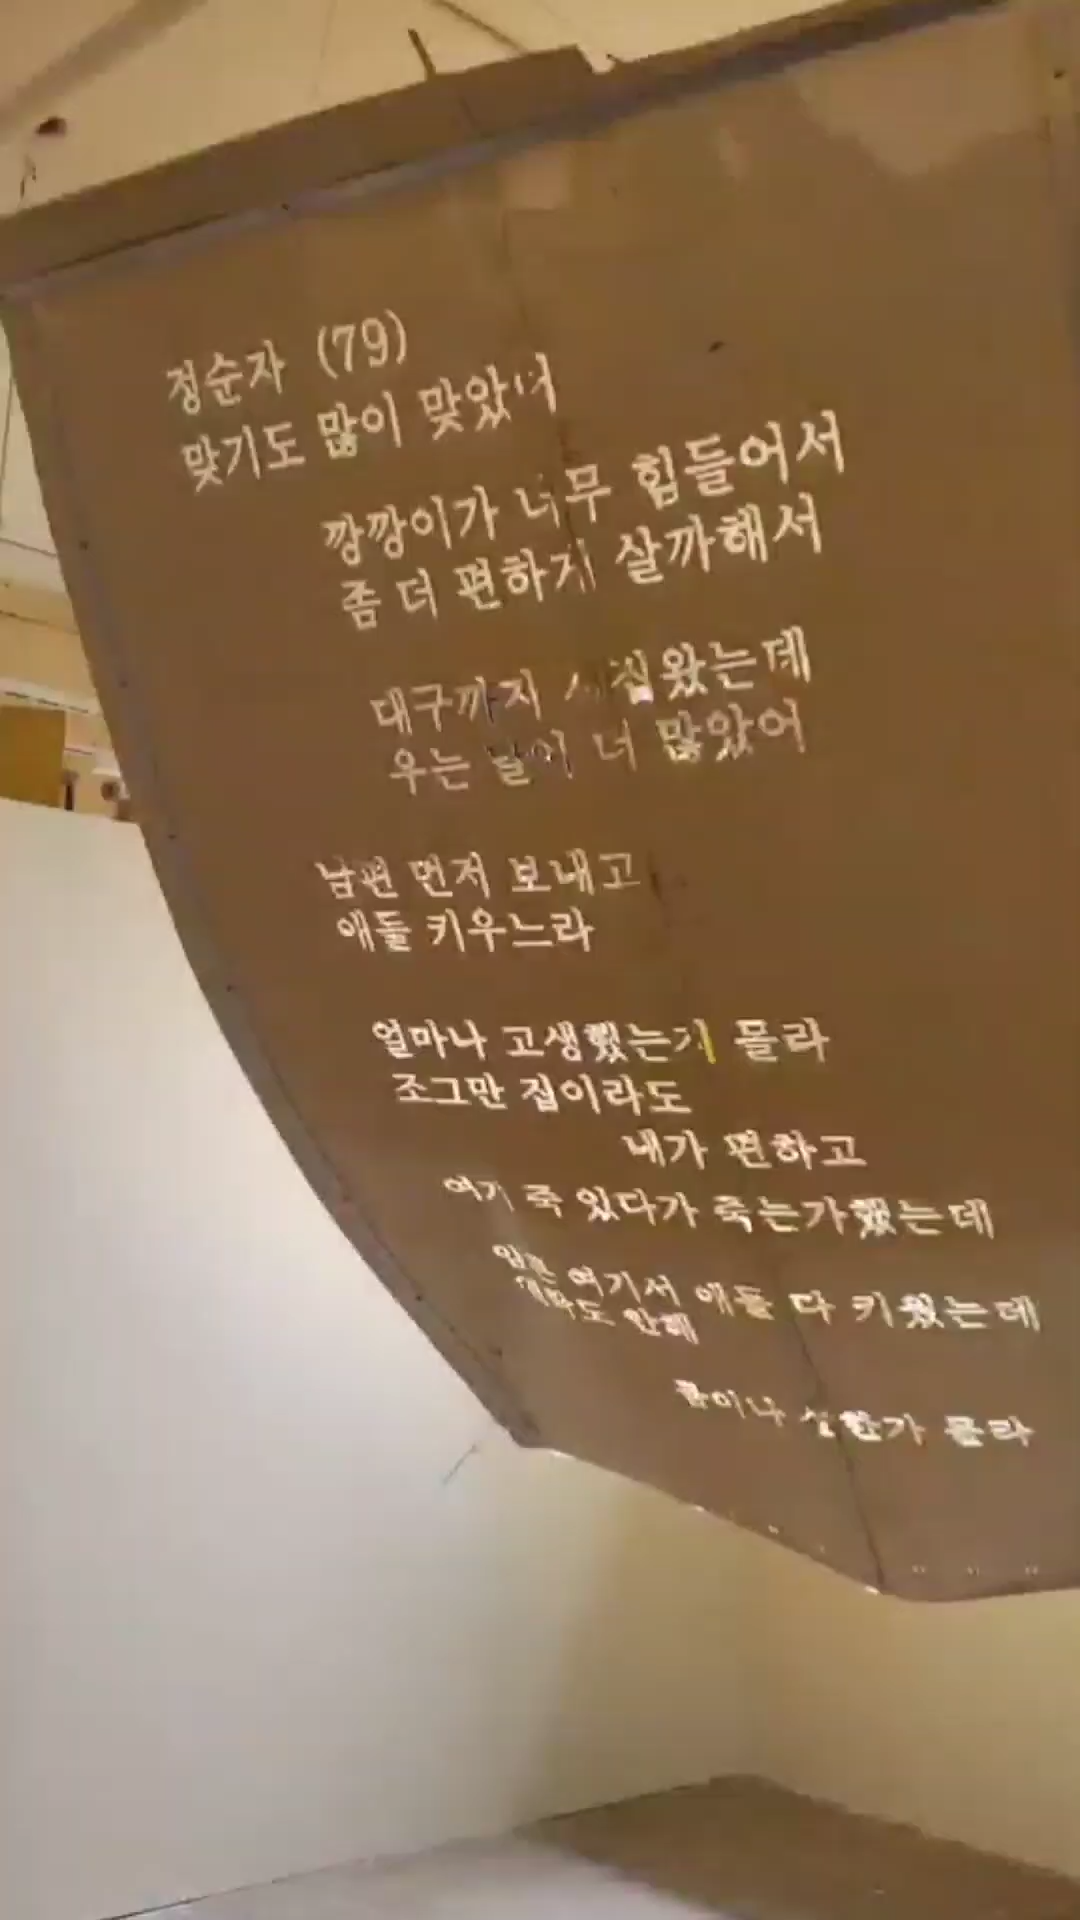 정순자 (79)
맞기도 많이 맞았어
깡깡이가 너무 힘들어서
좀 더 편하게 살까해서
대구까지 시집왔는데
우는 날이 더 많았어
남편 먼저 보내고
애들 키우느라
얼마나 고생했는지 몰라
조그만 집이라도
내가 편하고
여기 죽 있다가 죽는가했는데
여기서 애들 다 키웠는데
몰라